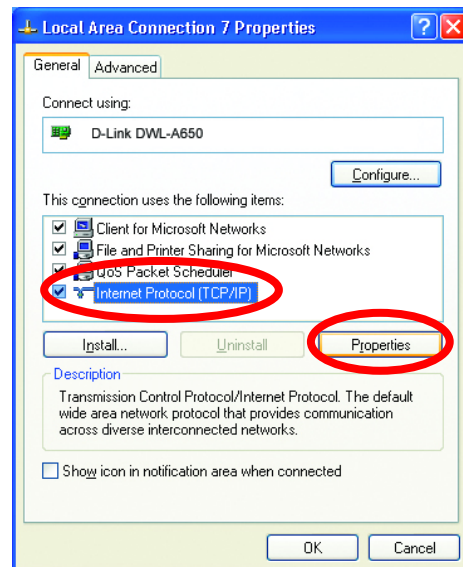 Local Area Connection 7 Properties
General Advanced
Connect using:
D-Link DWL-A650
Configure...
This connection uses the following items:
Client for Microsoft Networks
File and Printer Sharing for Microsoft Networks
QoS Packet Scheduler
Internet Protocol (TCP/IP)
Install... Uninstall Properties
Description
Transmission Control Protocol/Internet Protocol. The default
wide area network protocol that provides communication
across diverse interconnected networks.
Show icon in notification area when connected
OK Cancel